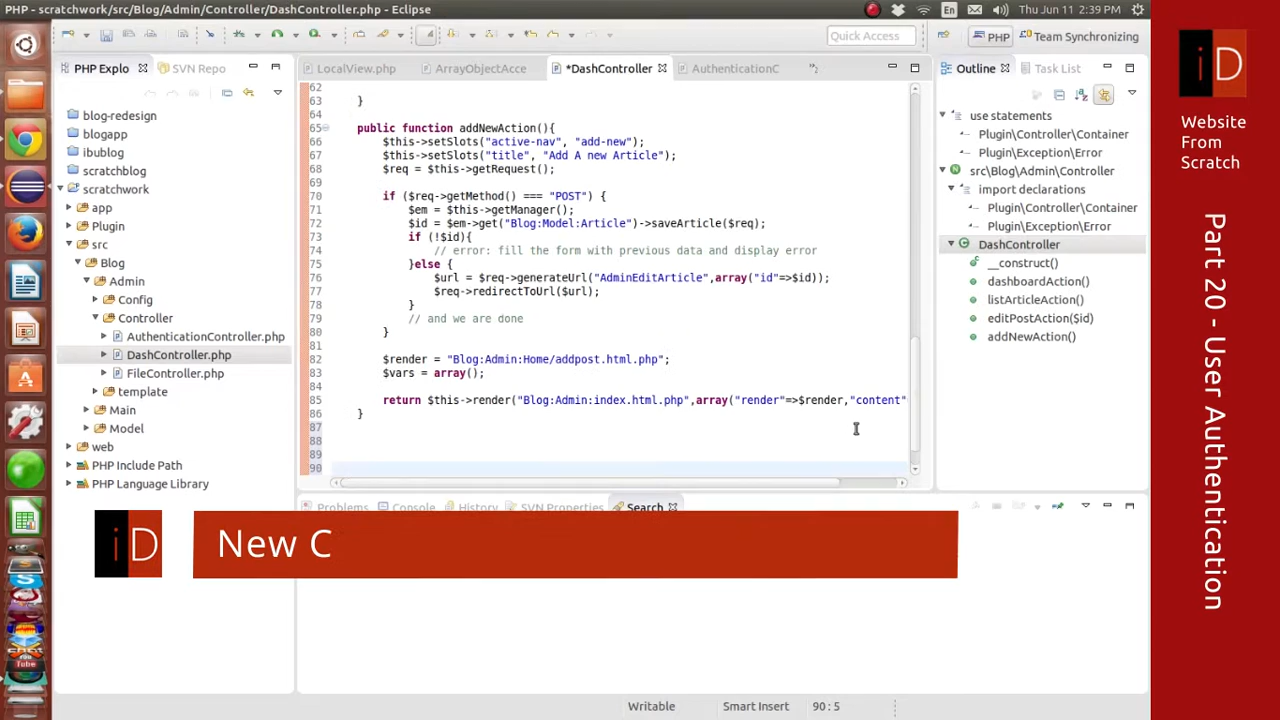 PHP - scratchwork/src/Blog/Admin/Controller/DashController.php - Eclipse
En
Thu Jun 11 2:39 PM
Quick Access
PHP
Team Synchronizing
PHP Explo
SVN Repo
LocalView.php
ArrayObjectAcce
*DashController
AuthenticationC
Outline
Task List
blog-redesign
blogapp
ibublog
scratchblog
scratchwork
app
Plugin
src
Blog
Admin
Config
Controller
AuthenticationController.php
DashController.php
FileController.php
template
Main
Model
web
PHP Include Path
PHP Language Library
62
63 }
64
65 public function addNewAction(){
66 $this->setSlots("active-nav", "add-new");
67 $this->setSlots("title", "Add A new Article");
68 $req = $this->getRequest();
69
70 if ($req->getMethod() === "POST") {
71 $em = $this->getManager();
72 $id = $em->get("Blog:Model:Article")->saveArticle($req);
73 if (!$id){
74 // error: fill the form with previous data and display error
75 }else {
76 $url = $req->generateUrl("AdminEditArticle",array("id"=>$id));
77 $req->redirectToUrl($url);
78 }
79 // and we are done
80 }
81
82 $render = "Blog:Admin:Home/addpost.html.php";
83 $vars = array();
84
85 return $this->render("Blog:Admin:index.html.php",array("render"=>$render,"content"
86 }
87
88
89
90
use statements
Plugin\Controller\Container
Plugin\Exception\Error
src\Blog\Admin\Controller
import declarations
Plugin\Controller\Container
Plugin\Exception\Error
DashController
__construct()
dashboardAction()
listArticleAction()
editPostAction($id)
addNewAction()
Problems
Console
History
SVN Properties
Search
iD
New C
Writable
Smart Insert
90 : 5
iD
Website
From
Scratch
Part 20 - User Authentication
Tube